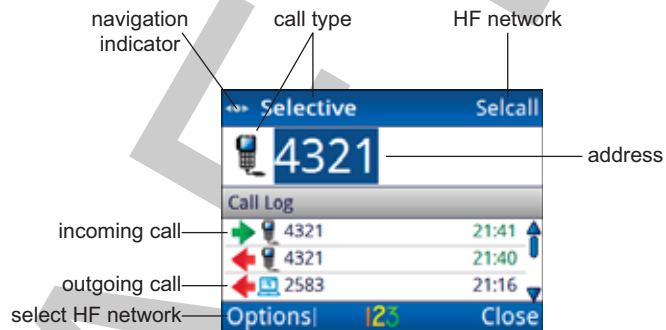 navigation indicator
call type
HF network
Selective
Selcall
4321
address
Call Log
incoming call
4321 21:41
4321 21:40
outgoing call
2583 21:16
select HF network
Options 123 Close